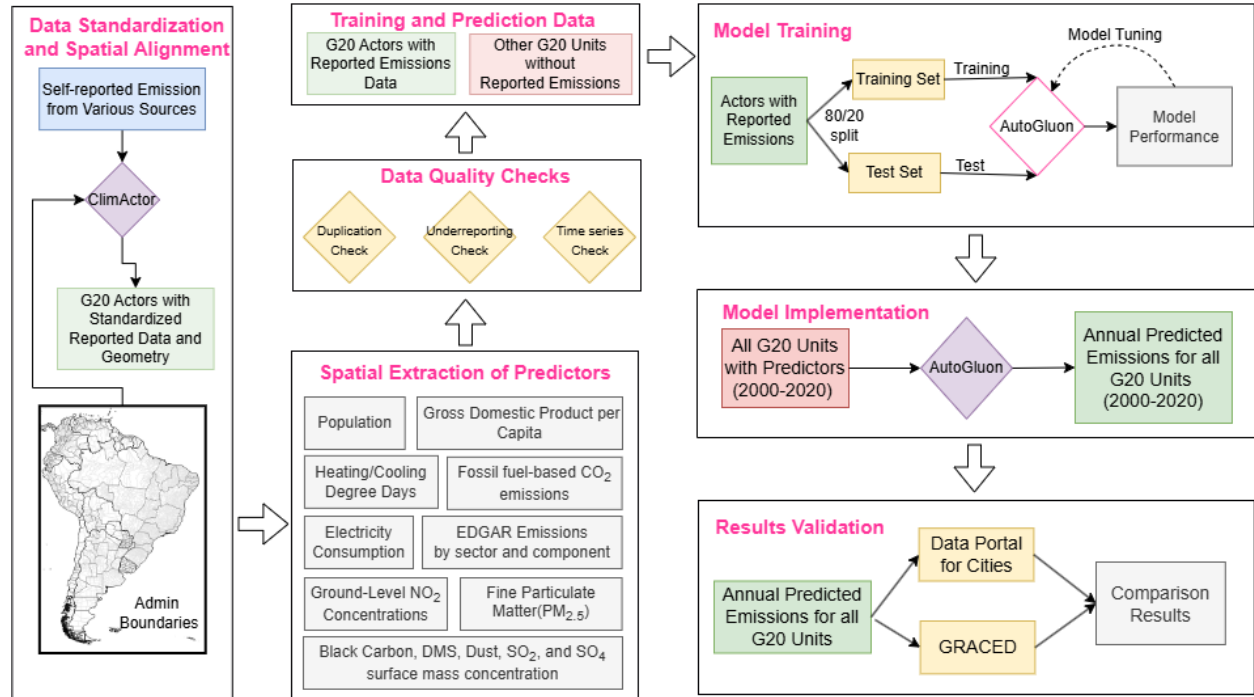 Data Standardization
and Spatial Alignment
Self-reported Emission
from Various Sources
ClimActor
G20 Actors with
Standardized
Reported Data and
Geometry
Admin
Boundaries
Training and Prediction Data
G20 Actors with
Reported Emissions
Data
Other G20 Units
without
Reported Emissions
Data Quality Checks
Duplication
Check
Underreporting
Check
Time series
Check
Spatial Extraction of Predictors
Population
Gross Domestic Product per
Capita
Heating/Cooling
Degree Days
Fossil fuel-based CO2
emissions
Electricity
Consumption
EDGAR Emissions
by sector and component
Ground-Level NO2
Concentrations
Fine Particulate
Matter(PM2.5)
Black Carbon, DMS, Dust, SO2, and SO4
surface mass concentration
Model Training
Model Tuning
Actors with
Reported
Emissions
80/20
split
Training Set
Training
Test Set
Test
AutoGluon
Model
Performance
Model Implementation
All G20 Units
with Predictors
(2000-2020)
AutoGluon
Annual Predicted
Emissions for all
G20 Units
(2000-2020)
Results Validation
Annual Predicted
Emissions for all
G20 Units
Data Portal
for Cities
GRACED
Comparison
Results